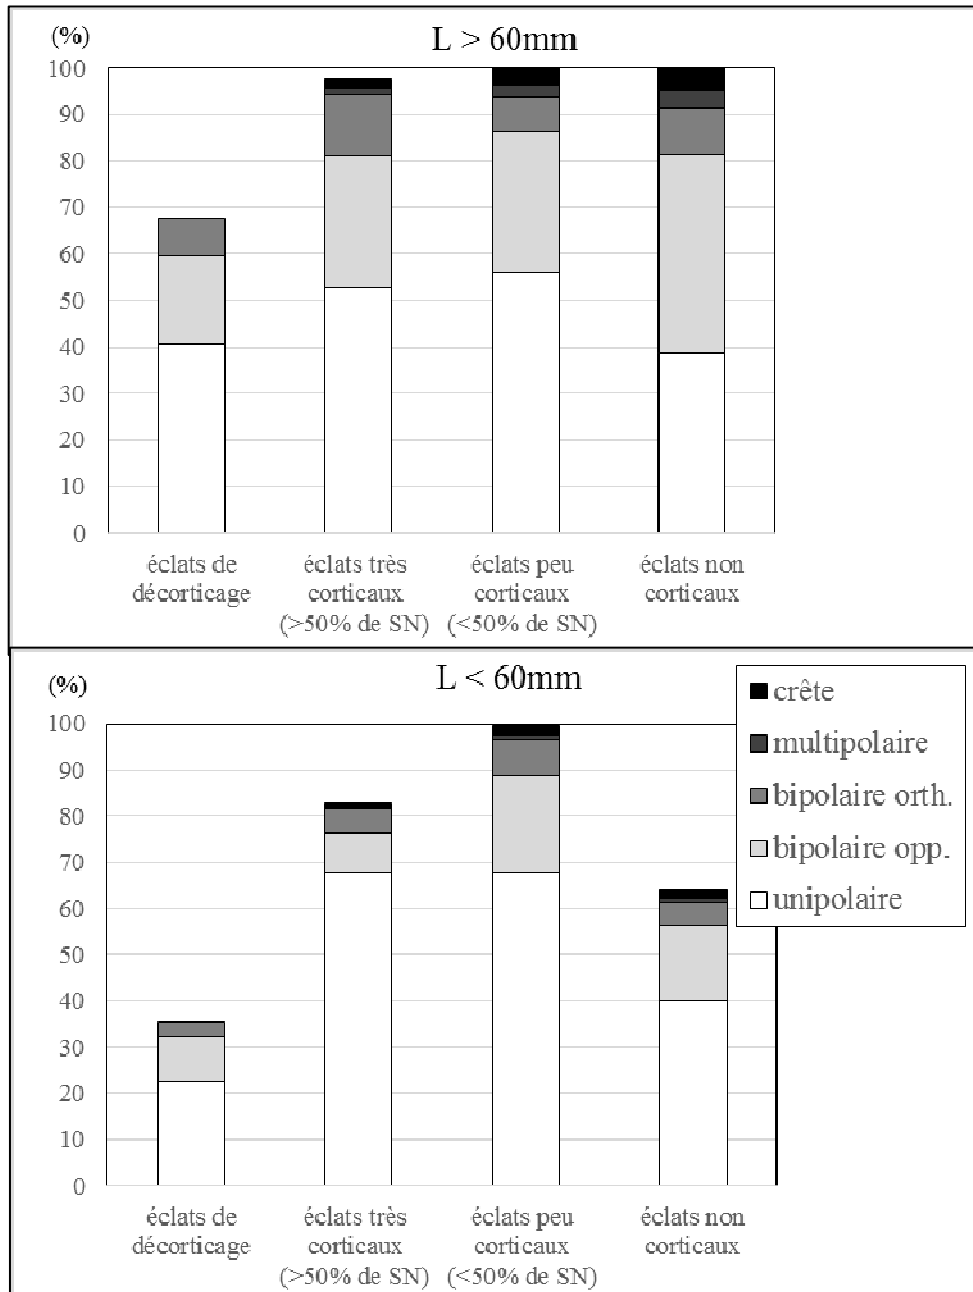 (%)
L > 60mm
100
90
80
70
60
50
40
30
20
10
0
éclats de
décorticage
éclats très
corticaux
(>50% de SN)
éclats peu
corticaux
(<50% de SN)
éclats non
corticaux
(%)
L < 60mm
100
90
80
70
60
50
40
30
20
10
0
crête
multipolaire
bipolaire orth.
bipolaire opp.
unipolaire
éclats de
décorticage
éclats très
corticaux
(>50% de SN)
éclats peu
corticaux
(<50% de SN)
éclats non
corticaux